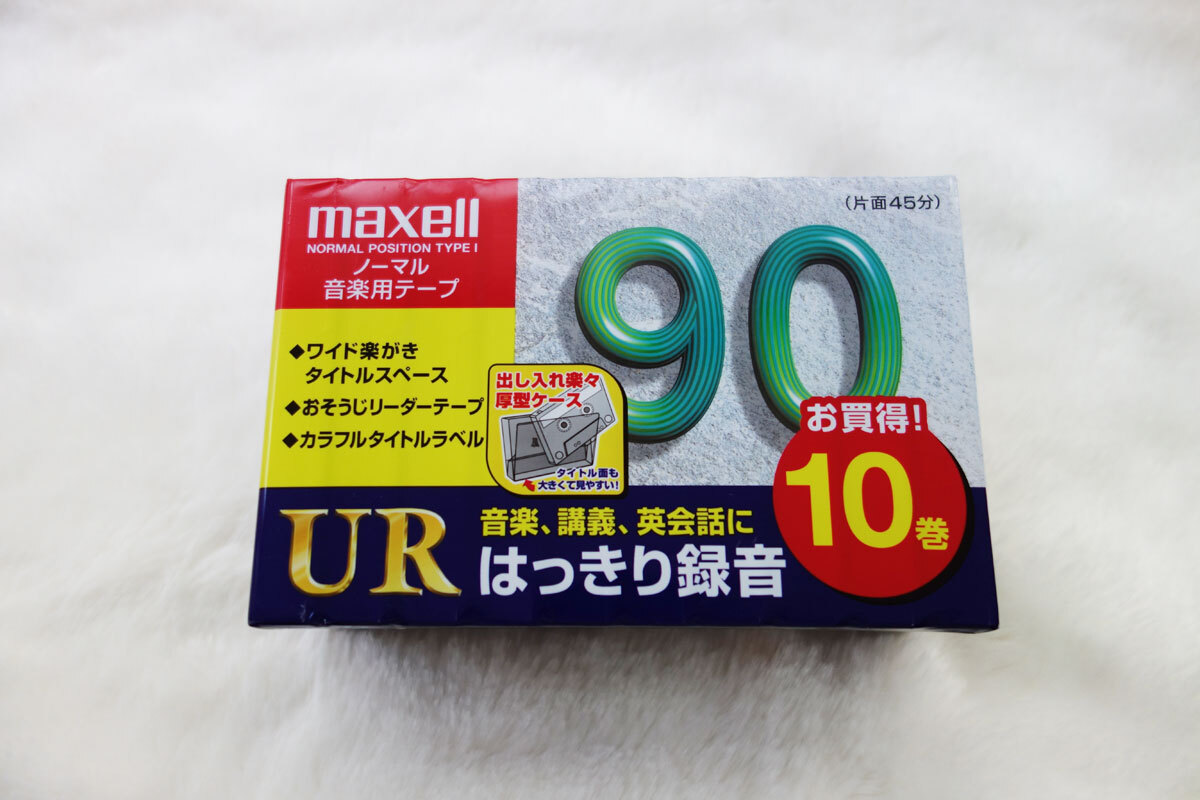 maxell
NORMAL POSITION TYPE I
ノーマル
音楽用テープ
(片面45分)
90
◆ワイド楽がき
タイトルスペース
◆おそうじリーダーテープ
◆カラフルタイトルラベル
出し入れ楽々
厚型ケース
タイトル面も
大きくて見やすい!
お買得!
10巻
UR
音楽、講義、英会話に
はっきり録音